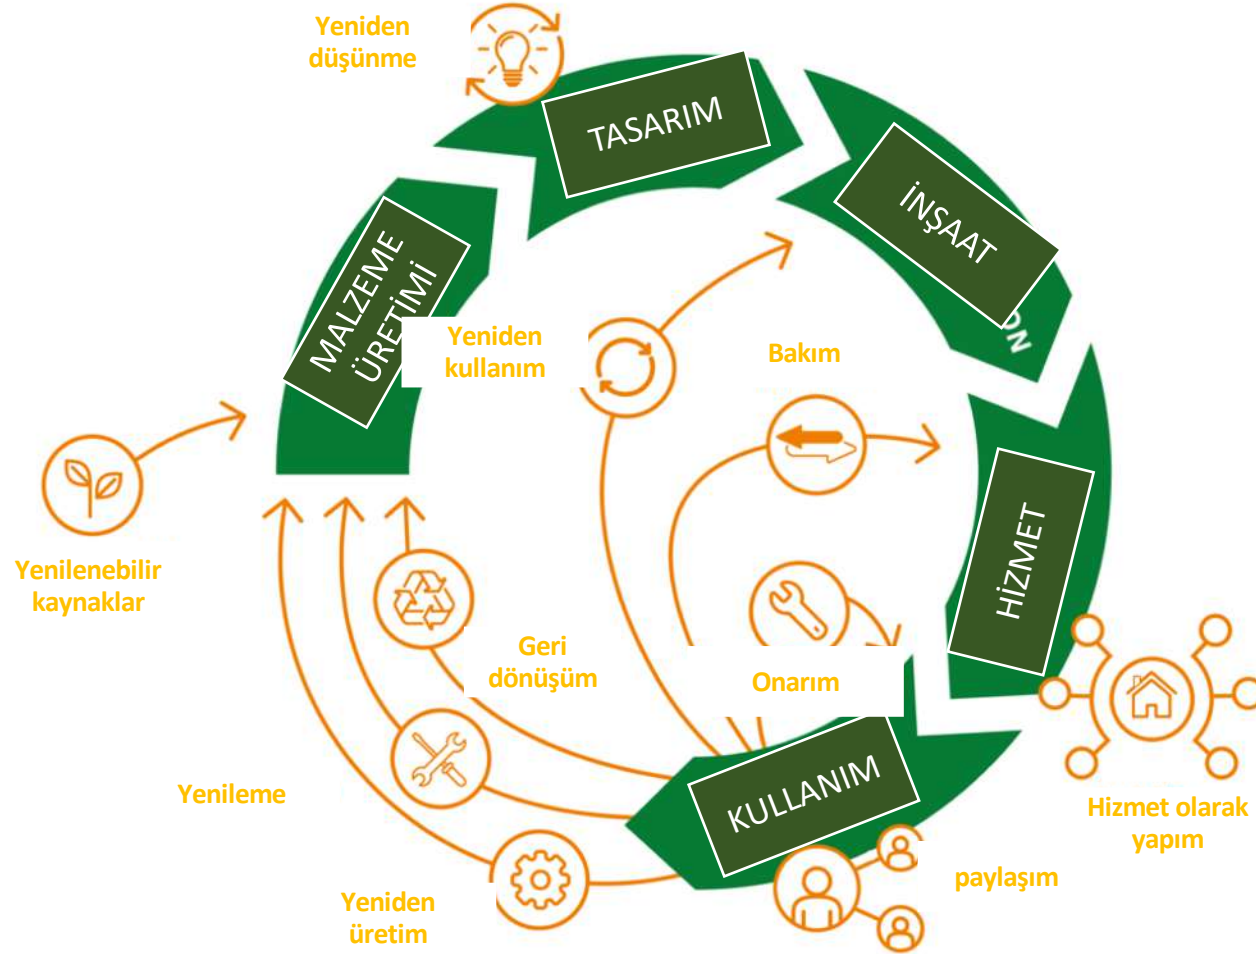 Yeniden
düşünme
TASARIM
İNŞAAT
ON
MALZEME
ÜRETİMİ
Yeniden
kullanım
Bakım
HİZMET
Yenilenebilir
kaynaklar
Geri
dönüşüm
Onarım
KULLANIM
Yenileme
Hizmet olarak
yapım
Yeniden
üretim
paylaşım